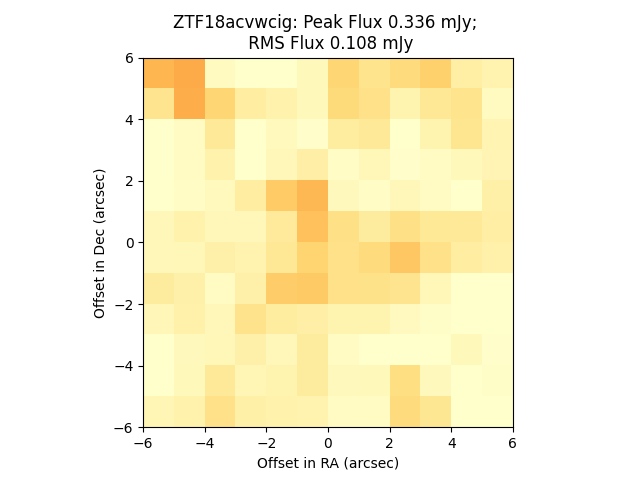 ZTF18acvwcig: Peak Flux 0.336 mJy;
RMS Flux 0.108 mJy
6
4
2
0
−2
−4
−6
Offset in Dec (arcsec)
−6 −4 −2 0 2 4 6
Offset in RA (arcsec)